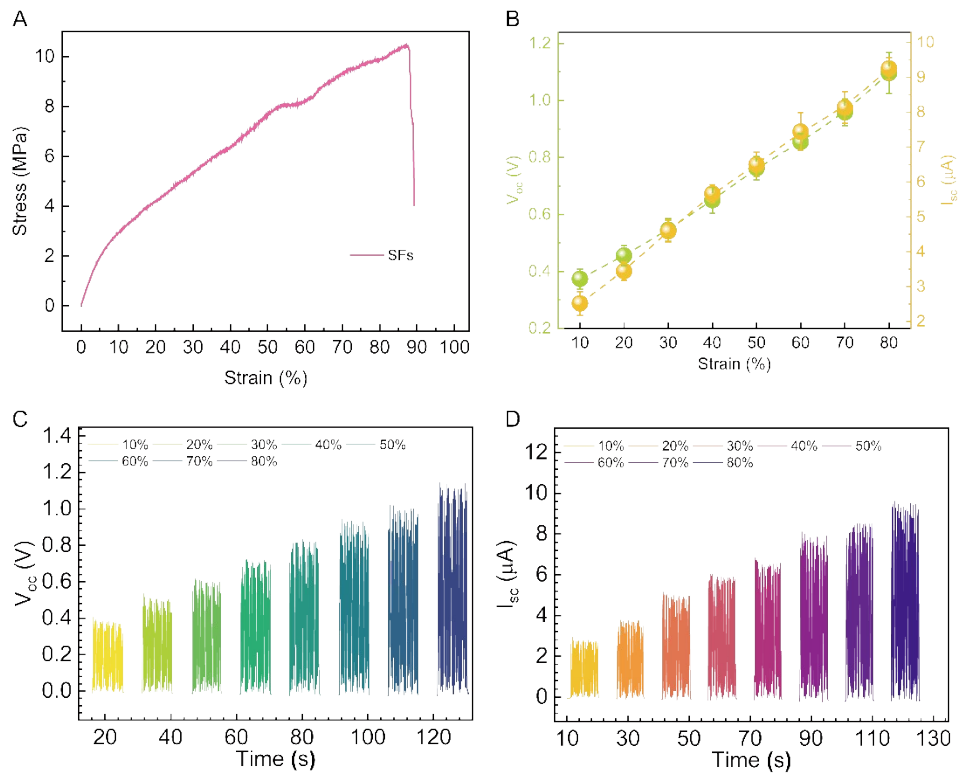 A
Stress (MPa)
10
8
6
4
2
0
SFs
0 10 20 30 40 50 60 70 80 90 100
Strain (%)
B
V_oc (V)
1.2
1.0
0.8
0.6
0.4
0.2
I_sc (μA)
10
9
8
7
6
5
4
3
2
10 20 30 40 50 60 70 80
Strain (%)
C
10% 20% 30% 40% 50%
60% 70% 80%
V_cc (V)
1.4
1.2
1.0
0.8
0.6
0.4
0.2
0.0
20 40 60 80 100 120
Time (s)
D
10% 20% 30% 40% 50%
60% 70% 80%
I_sc (μA)
12
10
8
6
4
2
0
10 30 50 70 90 110 130
Time (s)